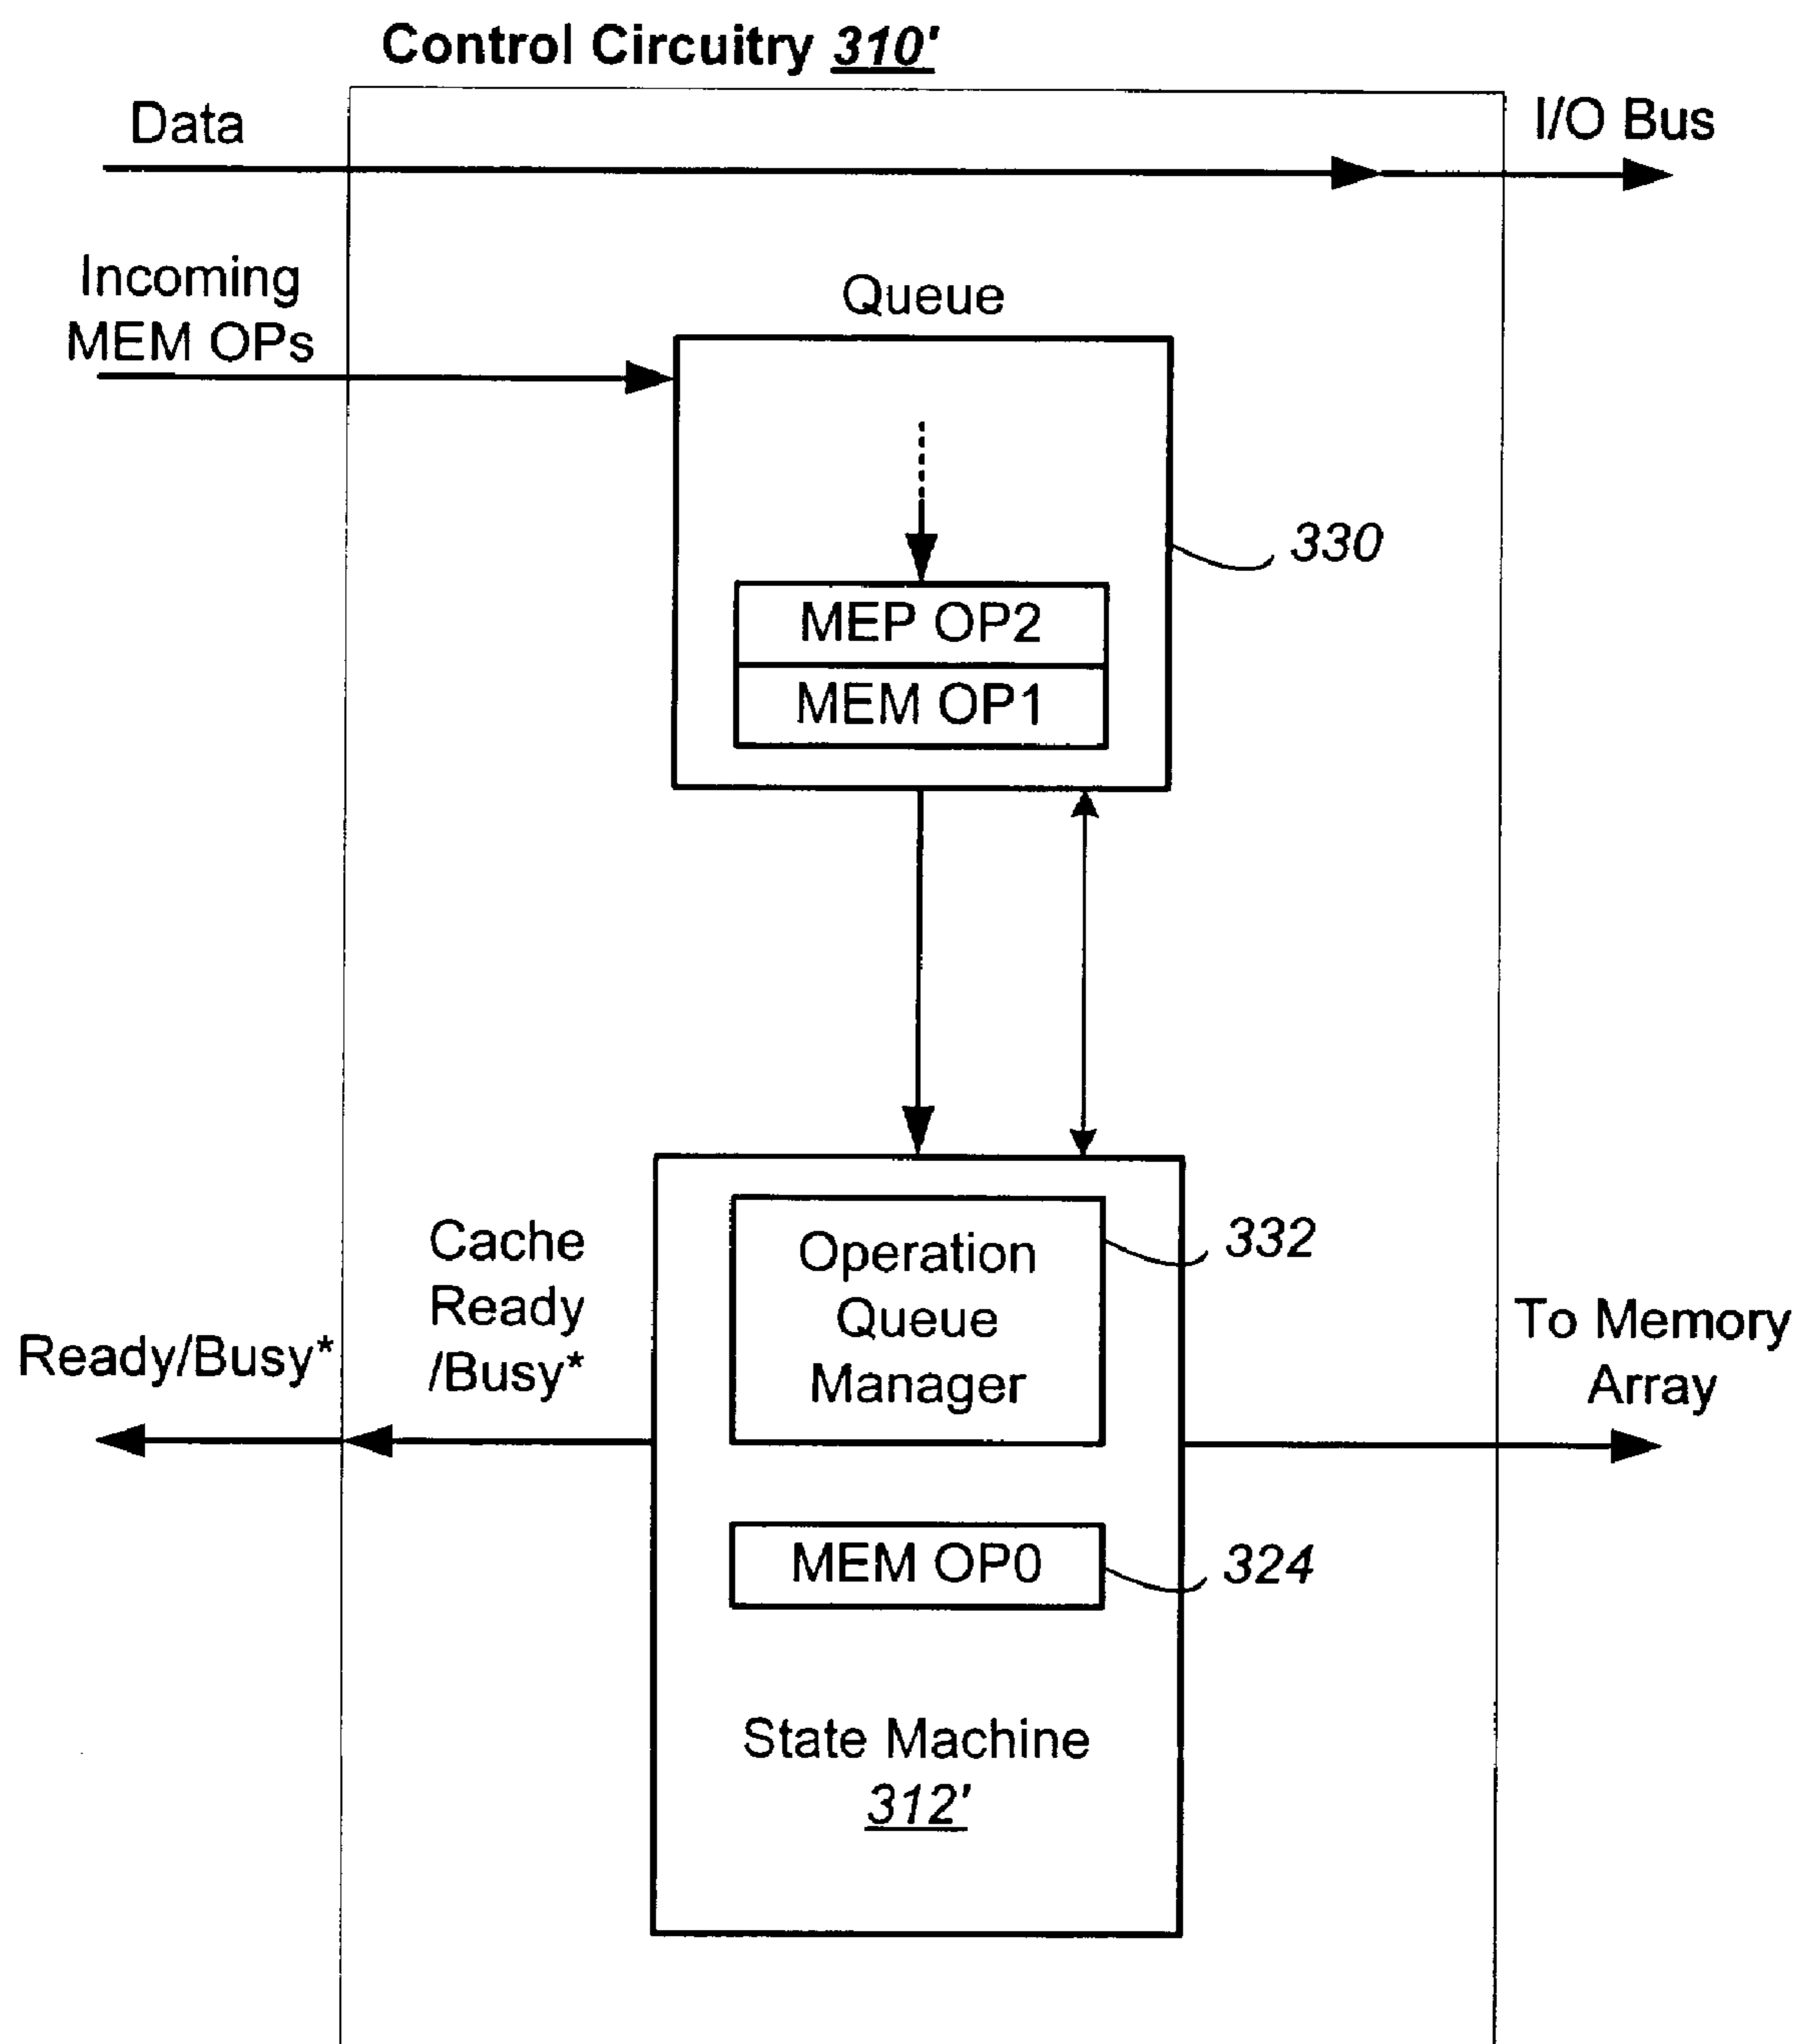 Control Circuitry 310'
Data
I/O Bus
Incoming
MEM OPs
Queue
330
MEP OP2
MEM OP1
Cache
Ready
/Busy*
Ready/Busy*
Operation
Queue
Manager
332
To Memory
Array
MEM OP0
324
State Machine
312'